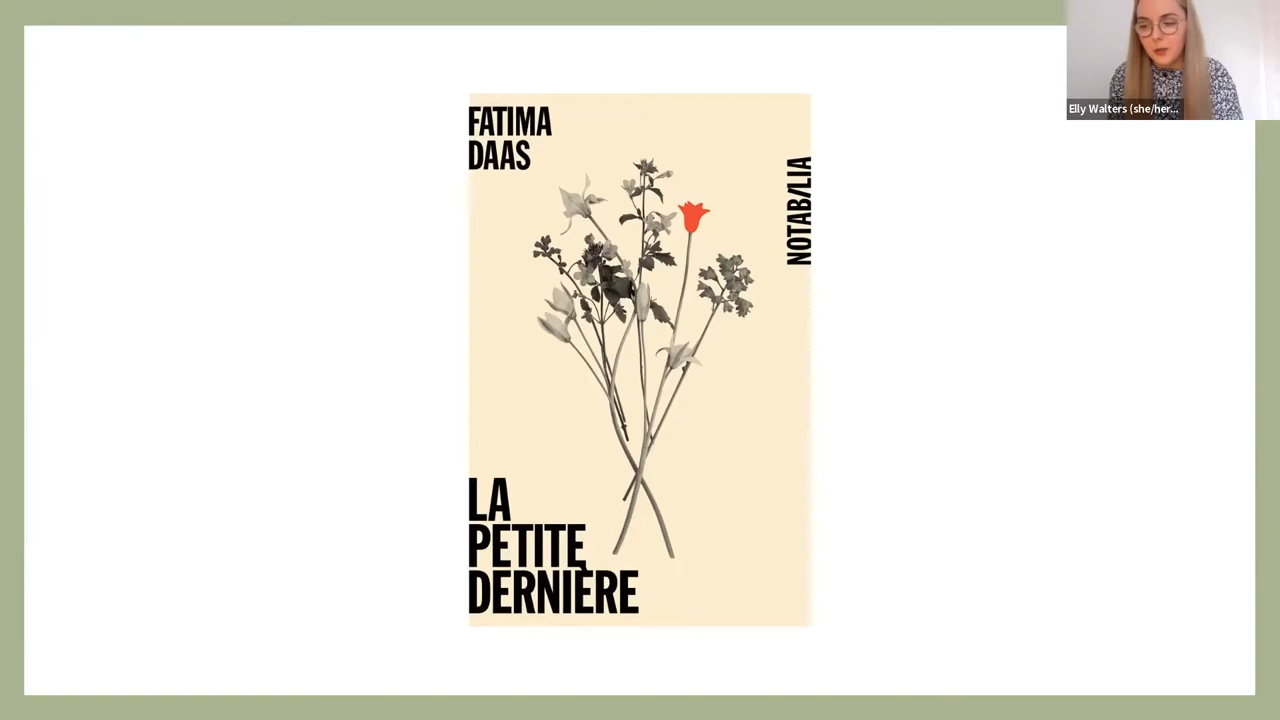 FATIMA
DAAS
NOTAB/LIA
LA
PETITE
DERNIÈRE
Elly Walters (she/her...